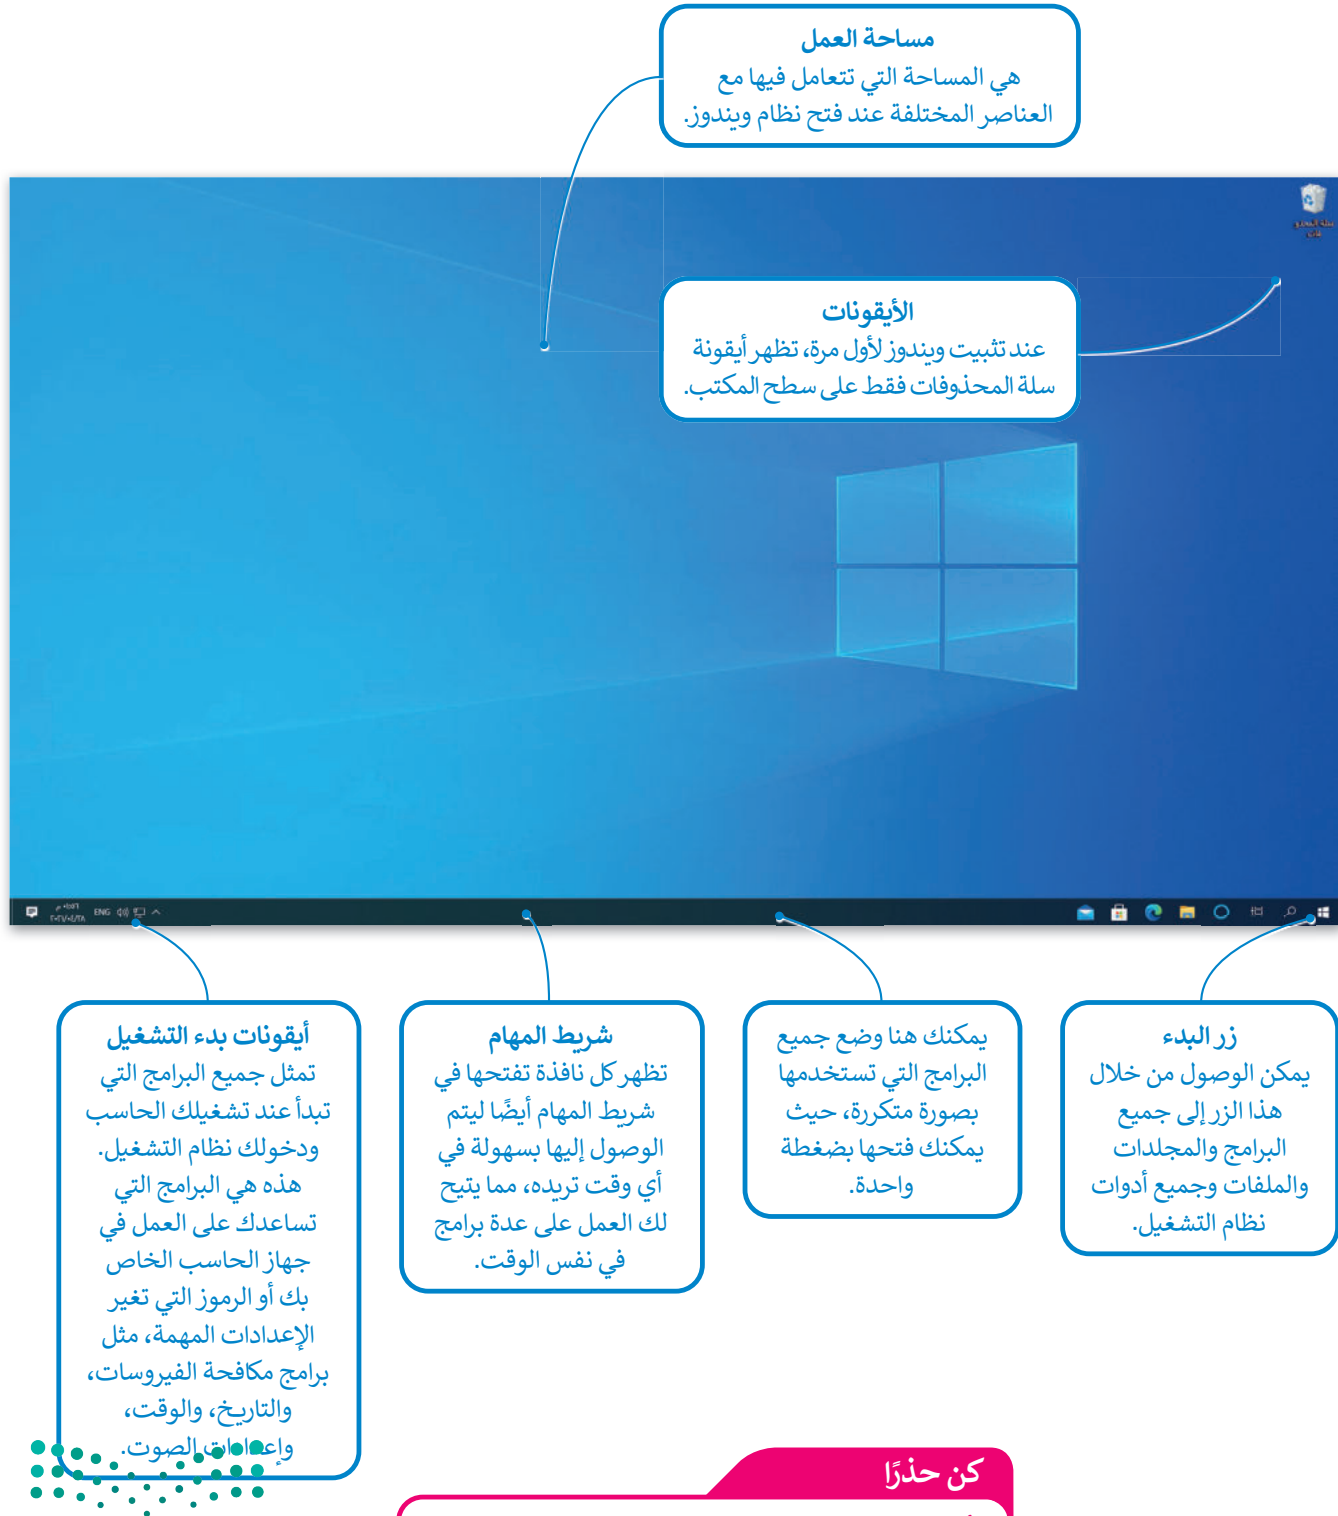 مساحة العمل
هي المساحة التي تتعامل فيها مع
العناصر المختلفة عند فتح نظام ويندوز.
الأيقونات
عند تثبيت ويندوز لأول مرة، تظهر أيقونة
سلة المحذوفات فقط على سطح المكتب.
ENG
زر البدء
يمكن الوصول من خلال
هذا الزر إلى جميع
البرامج والمجلدات
والملفات وجميع أدوات
نظام التشغيل.
يمكنك هنا وضع جميع
البرامج التي تستخدمها
بصورة متكررة، حيث
يمكنك فتحها بضغطة
واحدة.
شريط المهام
تظهر كل نافذة تفتحها في
شريط المهام أيضًا ليتم
الوصول إليها بسهولة في
أي وقت تريده، مما يتيح
لك العمل على عدة برامج
في نفس الوقت.
أيقونات بدء التشغيل
تمثل جميع البرامج التي
تبدأ عند تشغيلك الحاسب
ودخولك نظام التشغيل.
هذه هي البرامج التي
تساعدك على العمل في
جهاز الحاسب الخاص
بك أو الرموز التي تغير
الإعدادات المهمة، مثل
برامج مكافحة الفيروسات،
والتاريخ، والوقت،
وإعدادات الصوت.
كن حذرًا